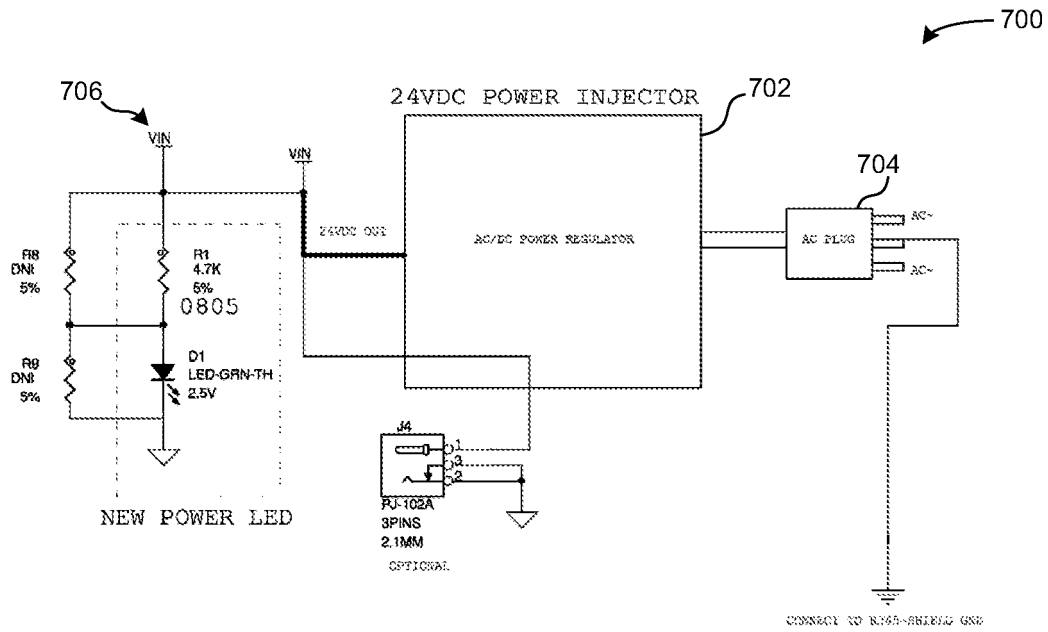 700
706
24VDC POWER INJECTOR
702
VIN
VIN
704
AC~
24VDC OUT
AC/DC POWER REGULATOR
AC PLUG
AC~
R8
DNI
5%
R1
4.7K
5%
0805
R9
DNI
5%
D1
LED-GRN-TH
2.5V
J4
1
3
2
PJ-102A
3PINS
2.1MM
OPTIONAL
NEW POWER LED
CONNECT TO RJ45-SHIELD GND